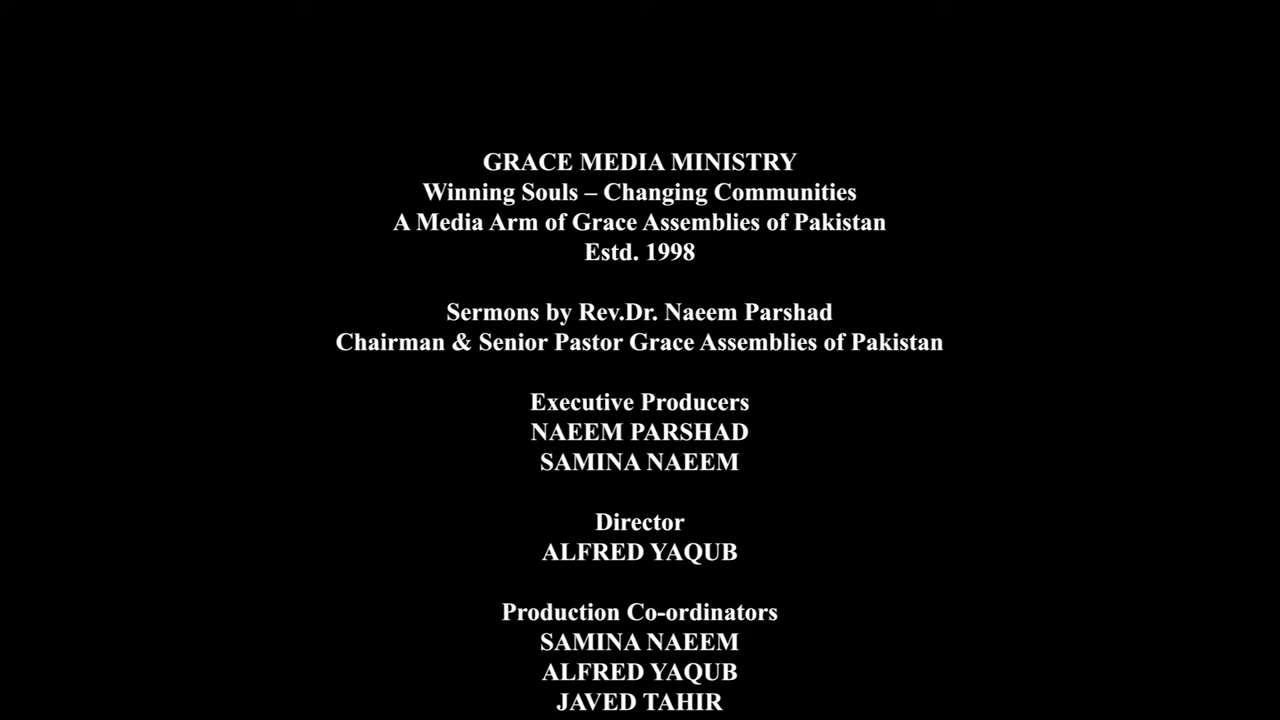 GRACE MEDIA MINISTRY
Winning Souls – Changing Communities
A Media Arm of Grace Assemblies of Pakistan
Estd. 1998
Sermons by Rev.Dr. Naeem Parshad
Chairman & Senior Pastor Grace Assemblies of Pakistan
Executive Producers
NAEEM PARSHAD
SAMINA NAEEM
Director
ALFRED YAQUB
Production Co-ordinators
SAMINA NAEEM
ALFRED YAQUB
JAVED TAHIR